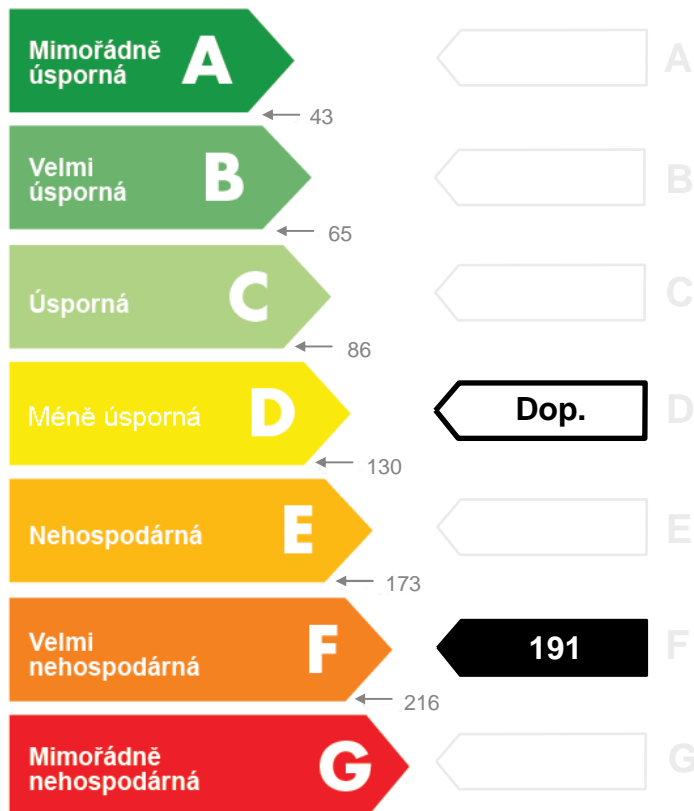 Mimořádně
úsporná
A
A
43
Velmi
úsporná
B
B
65
Úsporná
C
C
86
Méně úsporná
D
Dop.
D
130
Nehospodárná
E
E
173
Velmi
nehospodárná
F
191
F
216
Mimořádně
nehospodárná
G
G